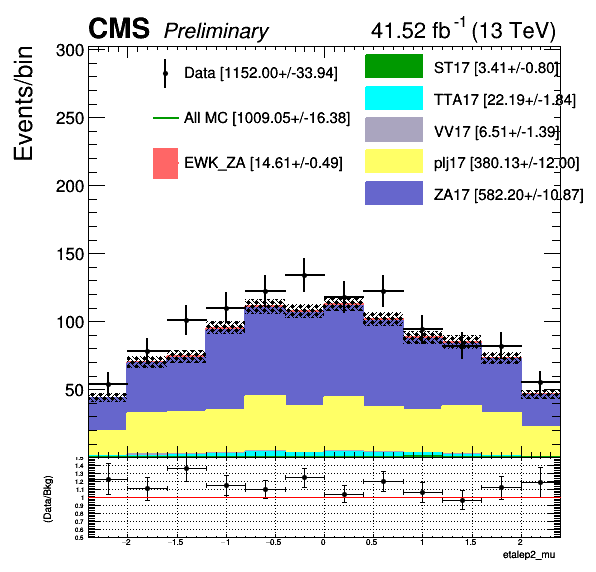 CMS Preliminary 41.52 fb⁻¹ (13 TeV)
Events/bin
300
250
200
150
100
50
Data [1152.00+/-33.94]
All MC [1009.05+/-16.38]
EWK_ZA [14.61+/-0.49]
ST17 [3.41+/-0.80]
TTA17 [22.19+/-1.84]
VV17 [6.51+/-1.39]
plj17 [380.13+/-12.00]
ZA17 [582.20+/-10.87]
(Data/Bkg)
1.5
1.4
1.3
1.2
1.1
1
0.9
0.8
0.7
0.6
0.5
−2 −1.5 −1 −0.5 0 0.5 1 1.5 2
etalep2_mu